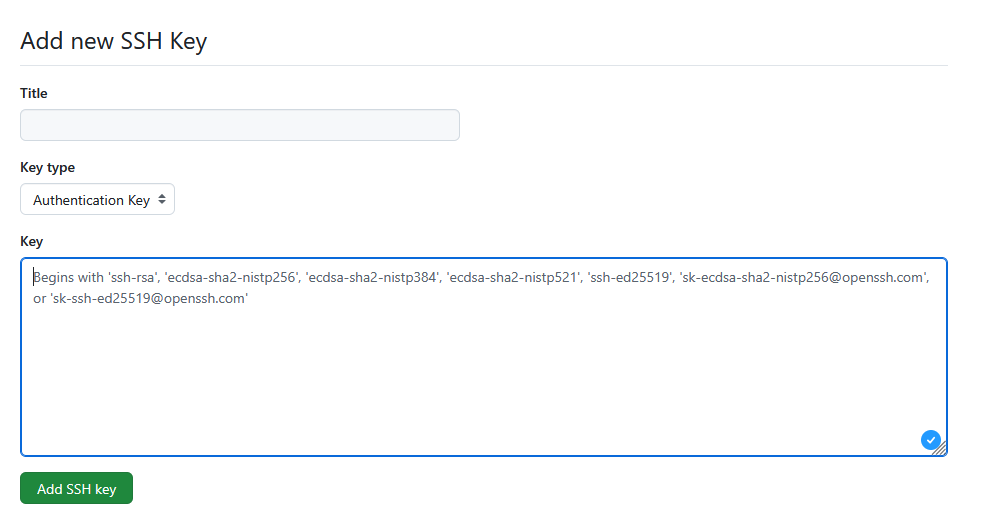 Add new SSH Key
Title
Key type
Authentication Key
Key
Begins with 'ssh-rsa', 'ecdsa-sha2-nistp256', 'ecdsa-sha2-nistp384', 'ecdsa-sha2-nistp521', 'ssh-ed25519', 'sk-ecdsa-sha2-nistp256@openssh.com',
or 'sk-ssh-ed25519@openssh.com'
Add SSH key